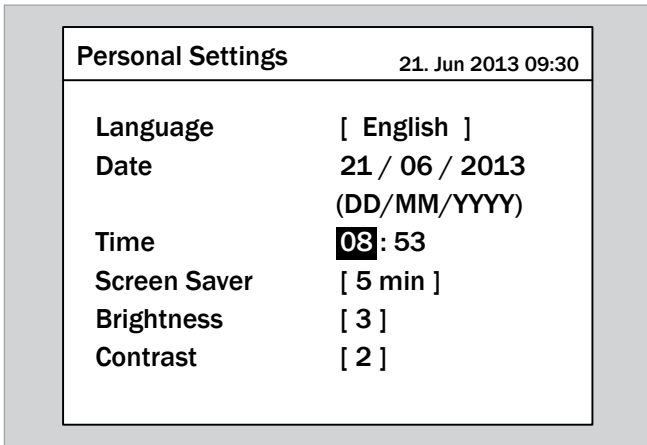 Personal Settings 21. Jun 2013 09:30
Language [ English ]
Date 21 / 06 / 2013
(DD/MM/YYYY)
Time 08 : 53
Screen Saver [ 5 min ]
Brightness [ 3 ]
Contrast [ 2 ]